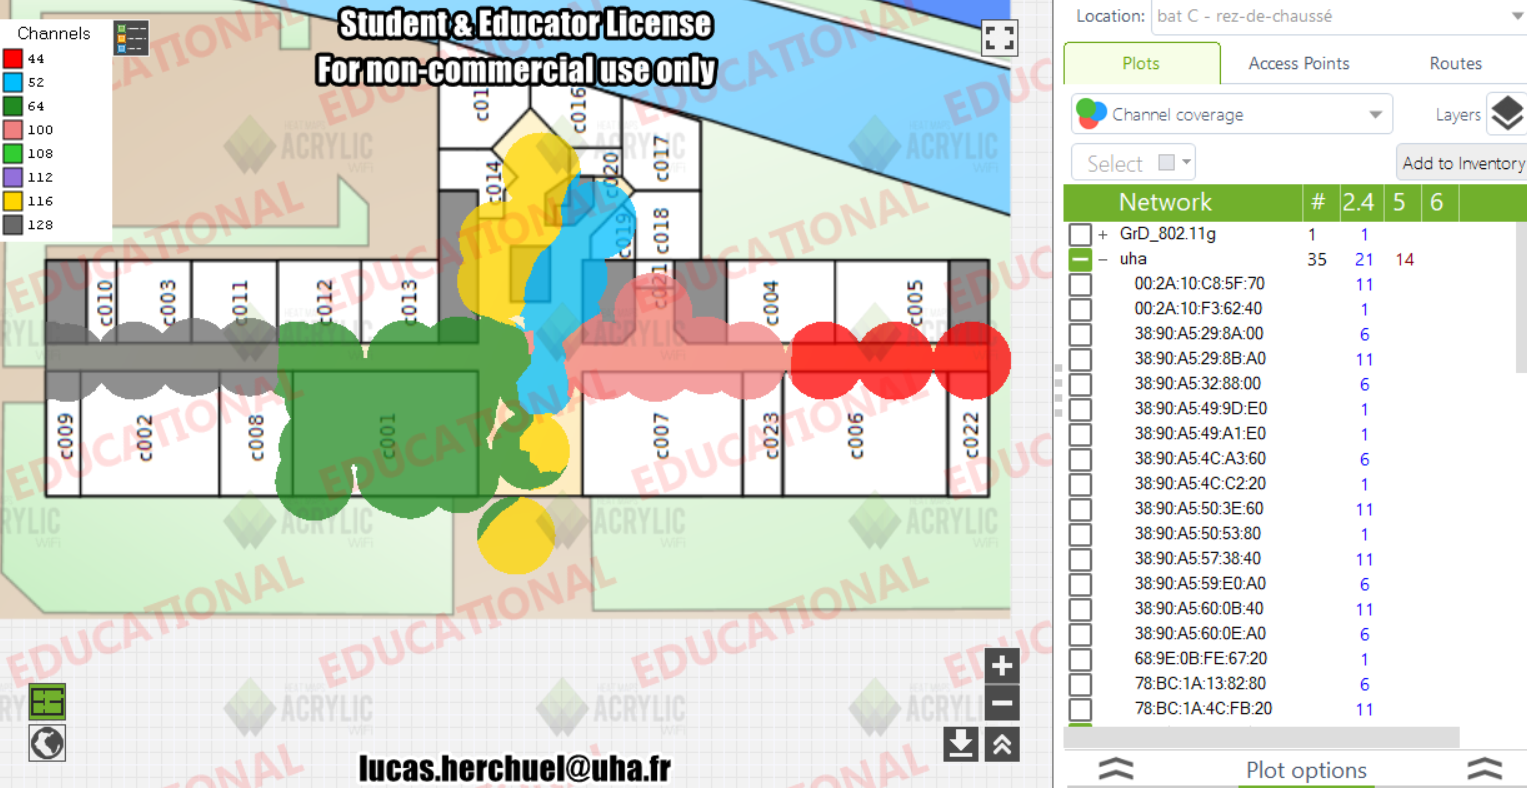 Student & Educator License
For non-commercial use only
Channels
44
52
64
100
108
112
116
128
c016
c017
c014
c020
c019
c018
c021
c010
c003
c011
c012
c013
c004
c005
c009
c002
c008
c001
c007
c023
c006
c022
EDUCATIONAL
HEAT MAPS
ACRYLIC
WiFi
lucas.herchuel@uha.fr
Location: bat C - rez-de-chaussé
Plots Access Points Routes
Channel coverage Layers
Select Add to Inventory
Network # 2.4 5 6
+ GrD_802.11g 1 1
− uha 35 21 14
00:2A:10:C8:5F:70 11
00:2A:10:F3:62:40 1
38:90:A5:29:8A:00 6
38:90:A5:29:8B:A0 11
38:90:A5:32:88:00 6
38:90:A5:49:9D:E0 1
38:90:A5:49:A1:E0 1
38:90:A5:4C:A3:60 6
38:90:A5:4C:C2:20 1
38:90:A5:50:3E:60 11
38:90:A5:50:53:80 1
38:90:A5:57:38:40 11
38:90:A5:59:E0:A0 6
38:90:A5:60:0B:40 11
38:90:A5:60:0E:A0 6
68:9E:0B:FE:67:20 1
78:BC:1A:13:82:80 6
78:BC:1A:4C:FB:20 11
Plot options